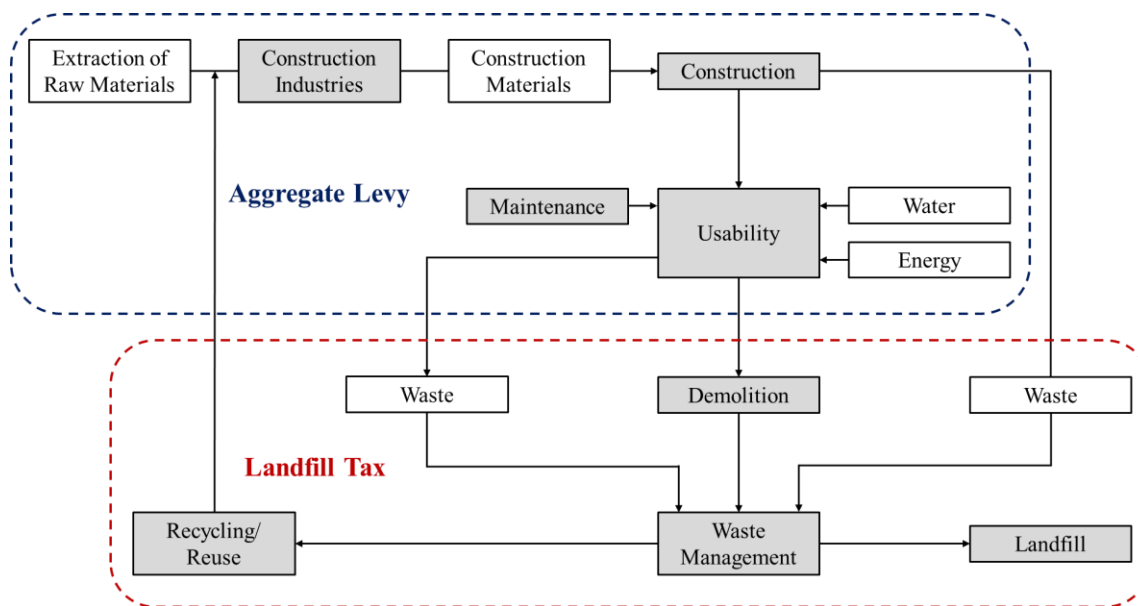 Extraction of
Raw Materials
Construction
Industries
Construction
Materials
Construction
Aggregate Levy
Maintenance
Usability
Water
Energy
Waste
Demolition
Waste
Landfill Tax
Recycling/
Reuse
Waste
Management
Landfill